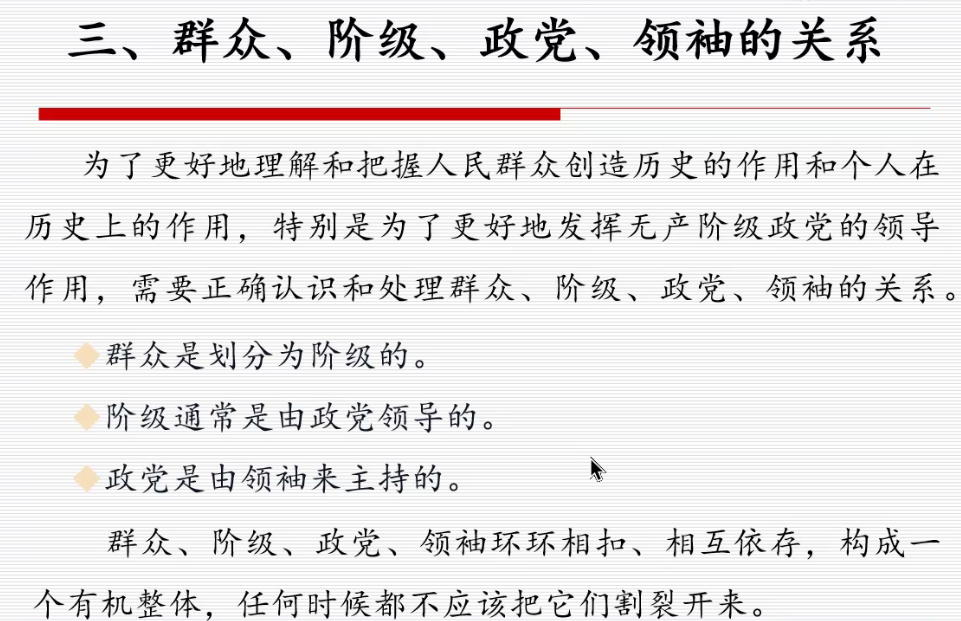 三、群众、阶级、政党、领袖的关系
为了更好地理解和把握人民群众创造历史的作用和个人在
历史上的作用，特别是为了更好地发挥无产阶级政党的领导
作用，需要正确认识和处理群众、阶级、政党、领袖的关系。
群众是划分为阶级的。
阶级通常是由政党领导的。
政党是由领袖来主持的。
群众、阶级、政党、领袖环环相扣、相互依存，构成一
个有机整体，任何时候都不应该把它们割裂开来。